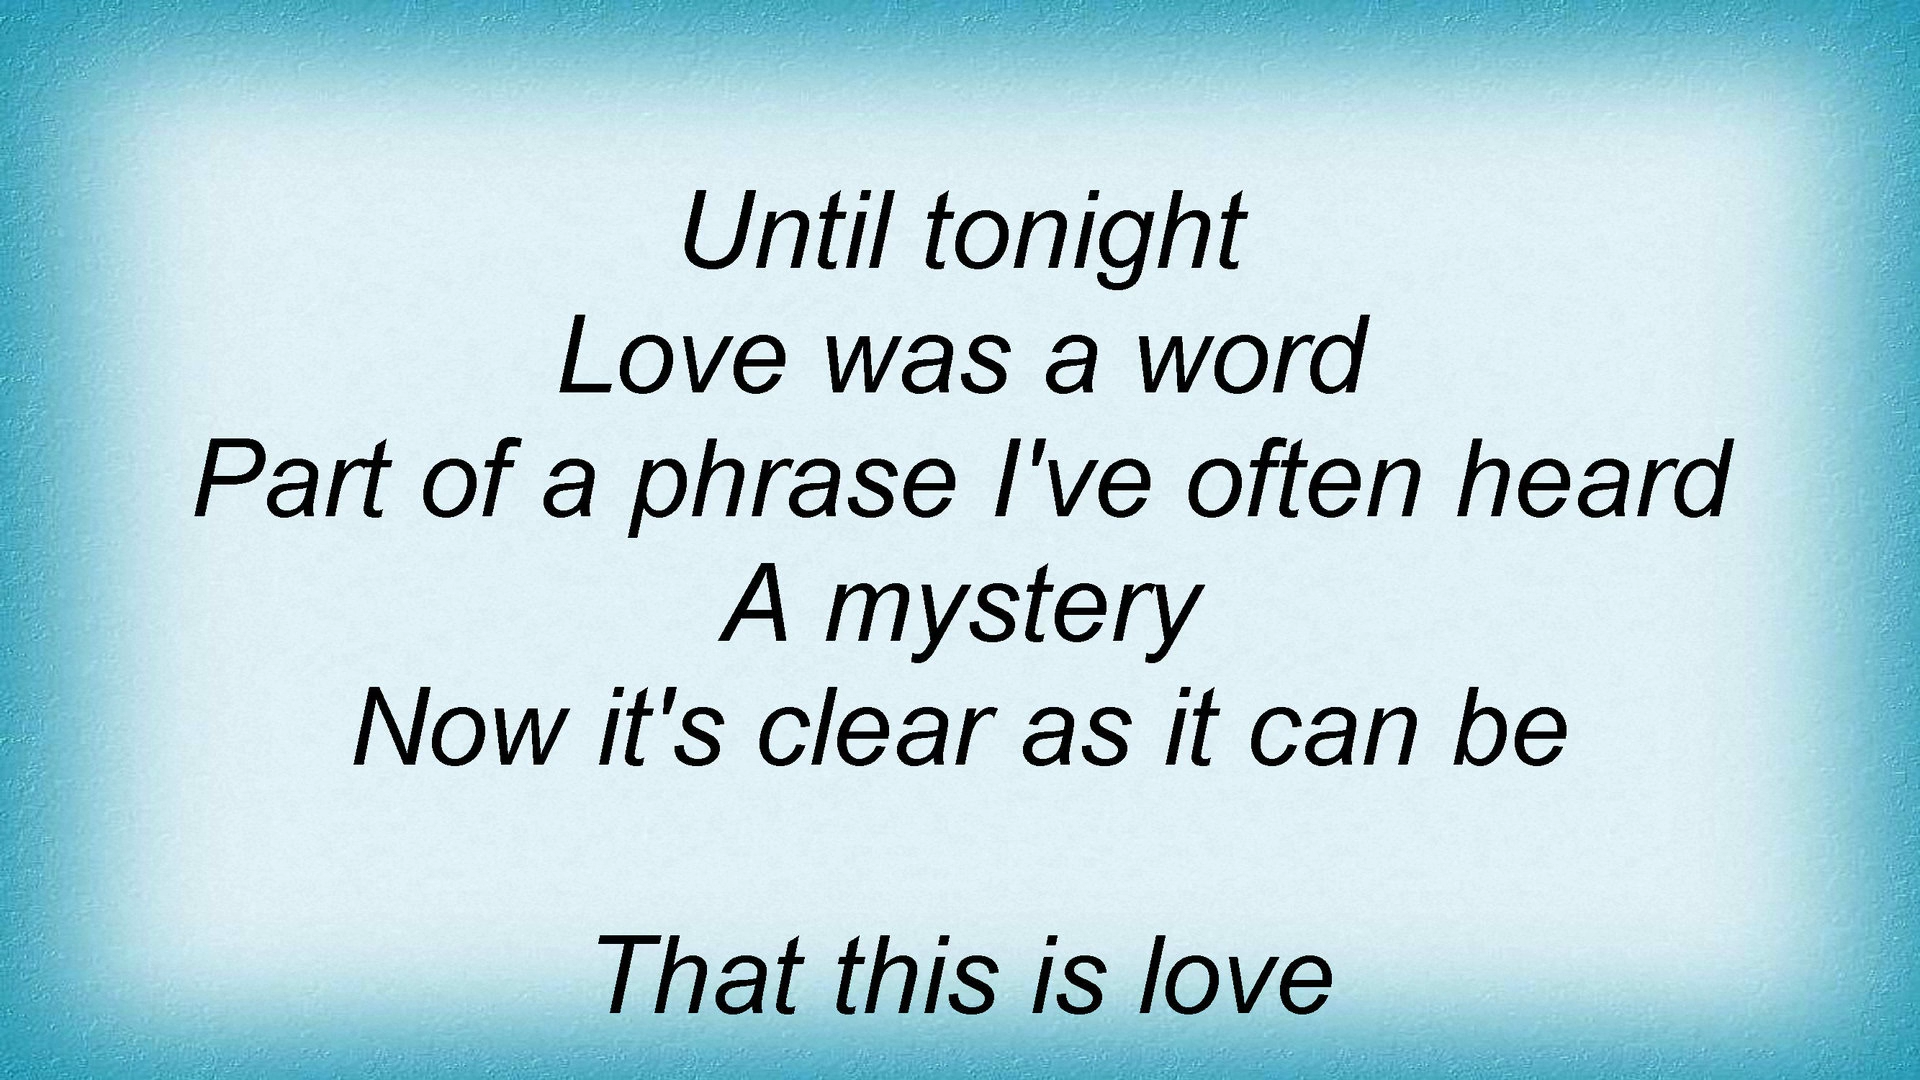 Until tonight
Love was a word
Part of a phrase I've often heard
A mystery
Now it's clear as it can be
That this is love